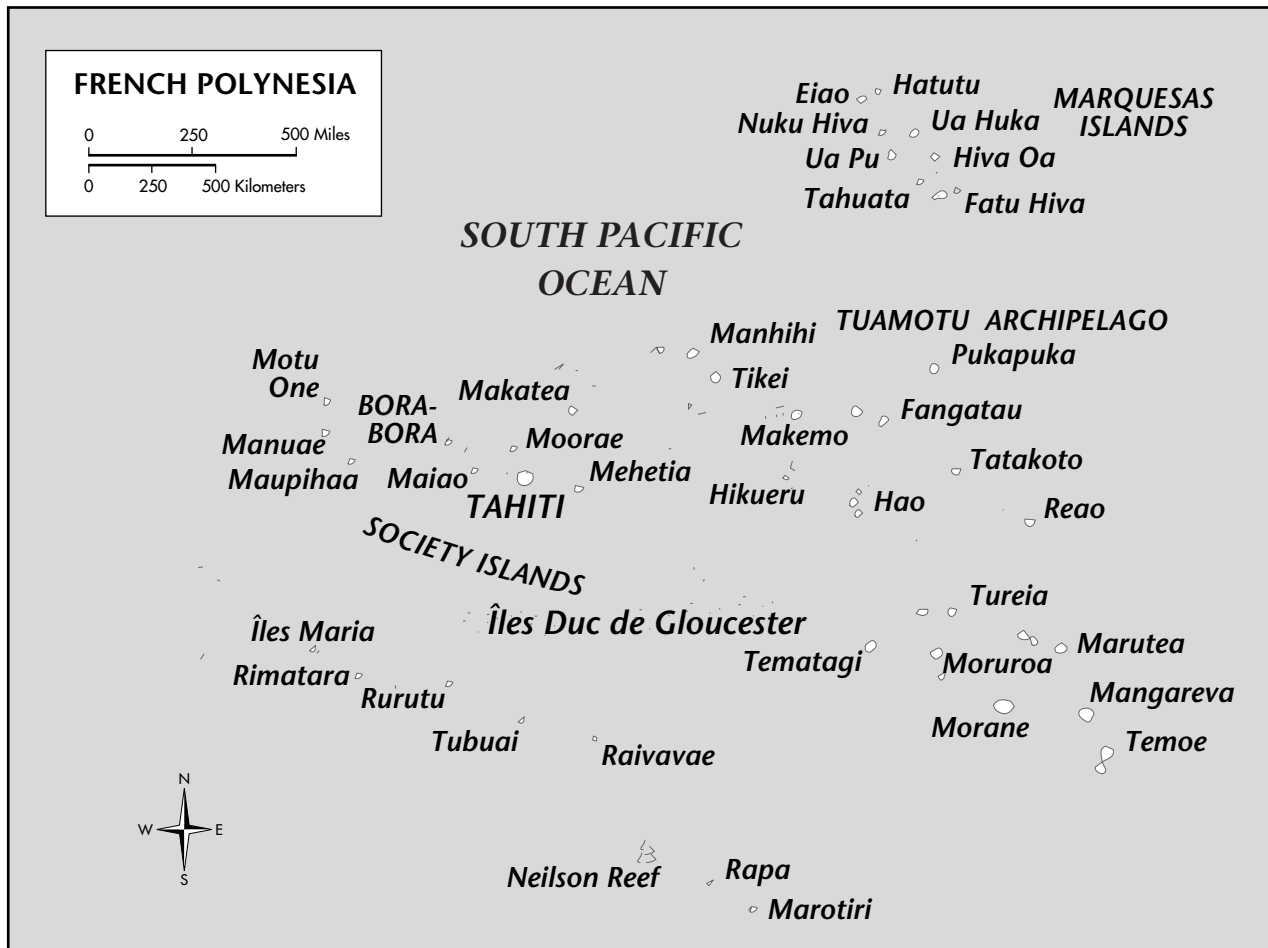 FRENCH POLYNESIA
0 250 500 Miles
0 250 500 Kilometers
Eiao
Hatutu
MARQUESAS
ISLANDS
Nuku Hiva
Ua Huka
Ua Pu
Hiva Oa
Tahuata
Fatu Hiva
SOUTH PACIFIC
OCEAN
TUAMOTU ARCHIPELAGO
Manhihi
Pukapuka
Motu
One
Tikei
Makatea
BORA-
BORA
Fangatau
Makemo
Manuae
Moorae
Maupihaa
Maiao
Mehetia
Tatakoto
TAHITI
Hikueru
Hao
Reao
SOCIETY ISLANDS
Îles Duc de Gloucester
Tureia
Îles Maria
Marutea
Tematagi
Moruroa
Rimatara
Rurutu
Mangareva
Morane
Tubuai
Raivavae
Temoe
N
W E
S
Neilson Reef
Rapa
Marotiri